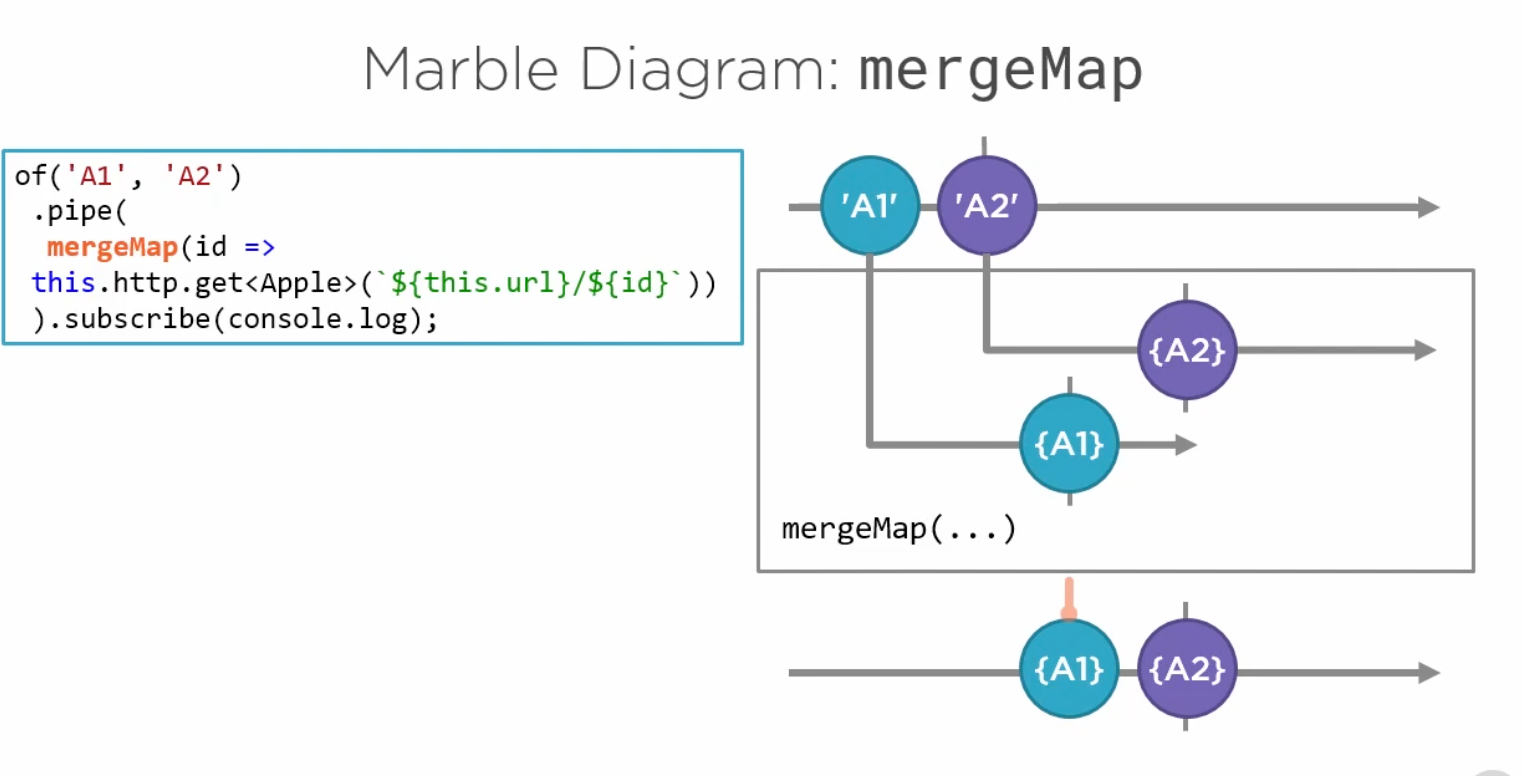 Marble Diagram: mergeMap
of('A1', 'A2')
.pipe(
mergeMap(id =>
this.http.get<Apple>(`${this.url}/${id}`))
).subscribe(console.log);
'A1' 'A2'
{A2}
{A1}
mergeMap(...)
{A1} {A2}